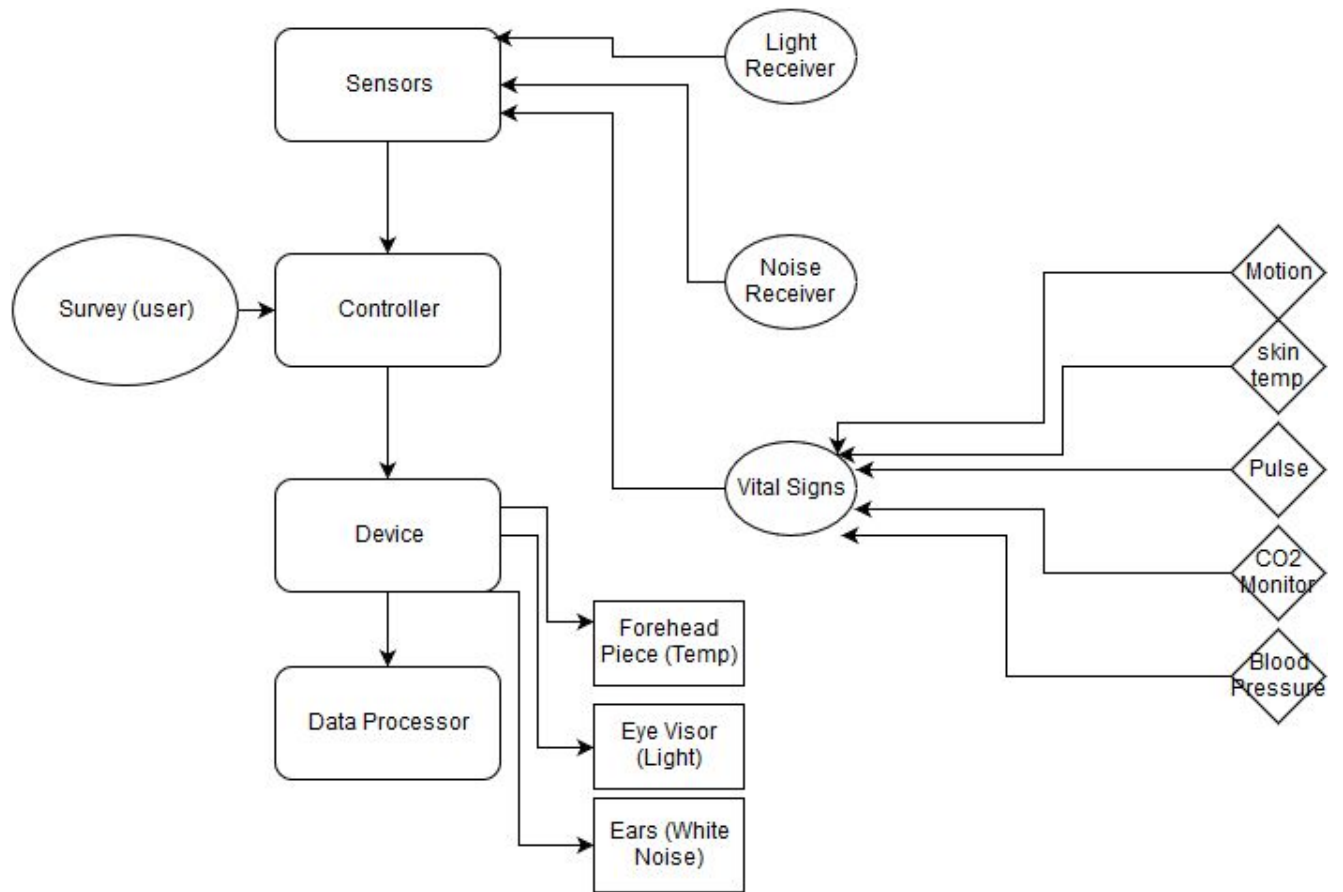 Light
Receiver
Sensors
Noise
Receiver
Motion
Survey (user)
Controller
skin
temp
Pulse
Vital Signs
Device
CO2
Monitor
Forehead
Piece (Temp)
Blood
Pressure
Data Processor
Eye Visor
(Light)
Ears (White
Noise)